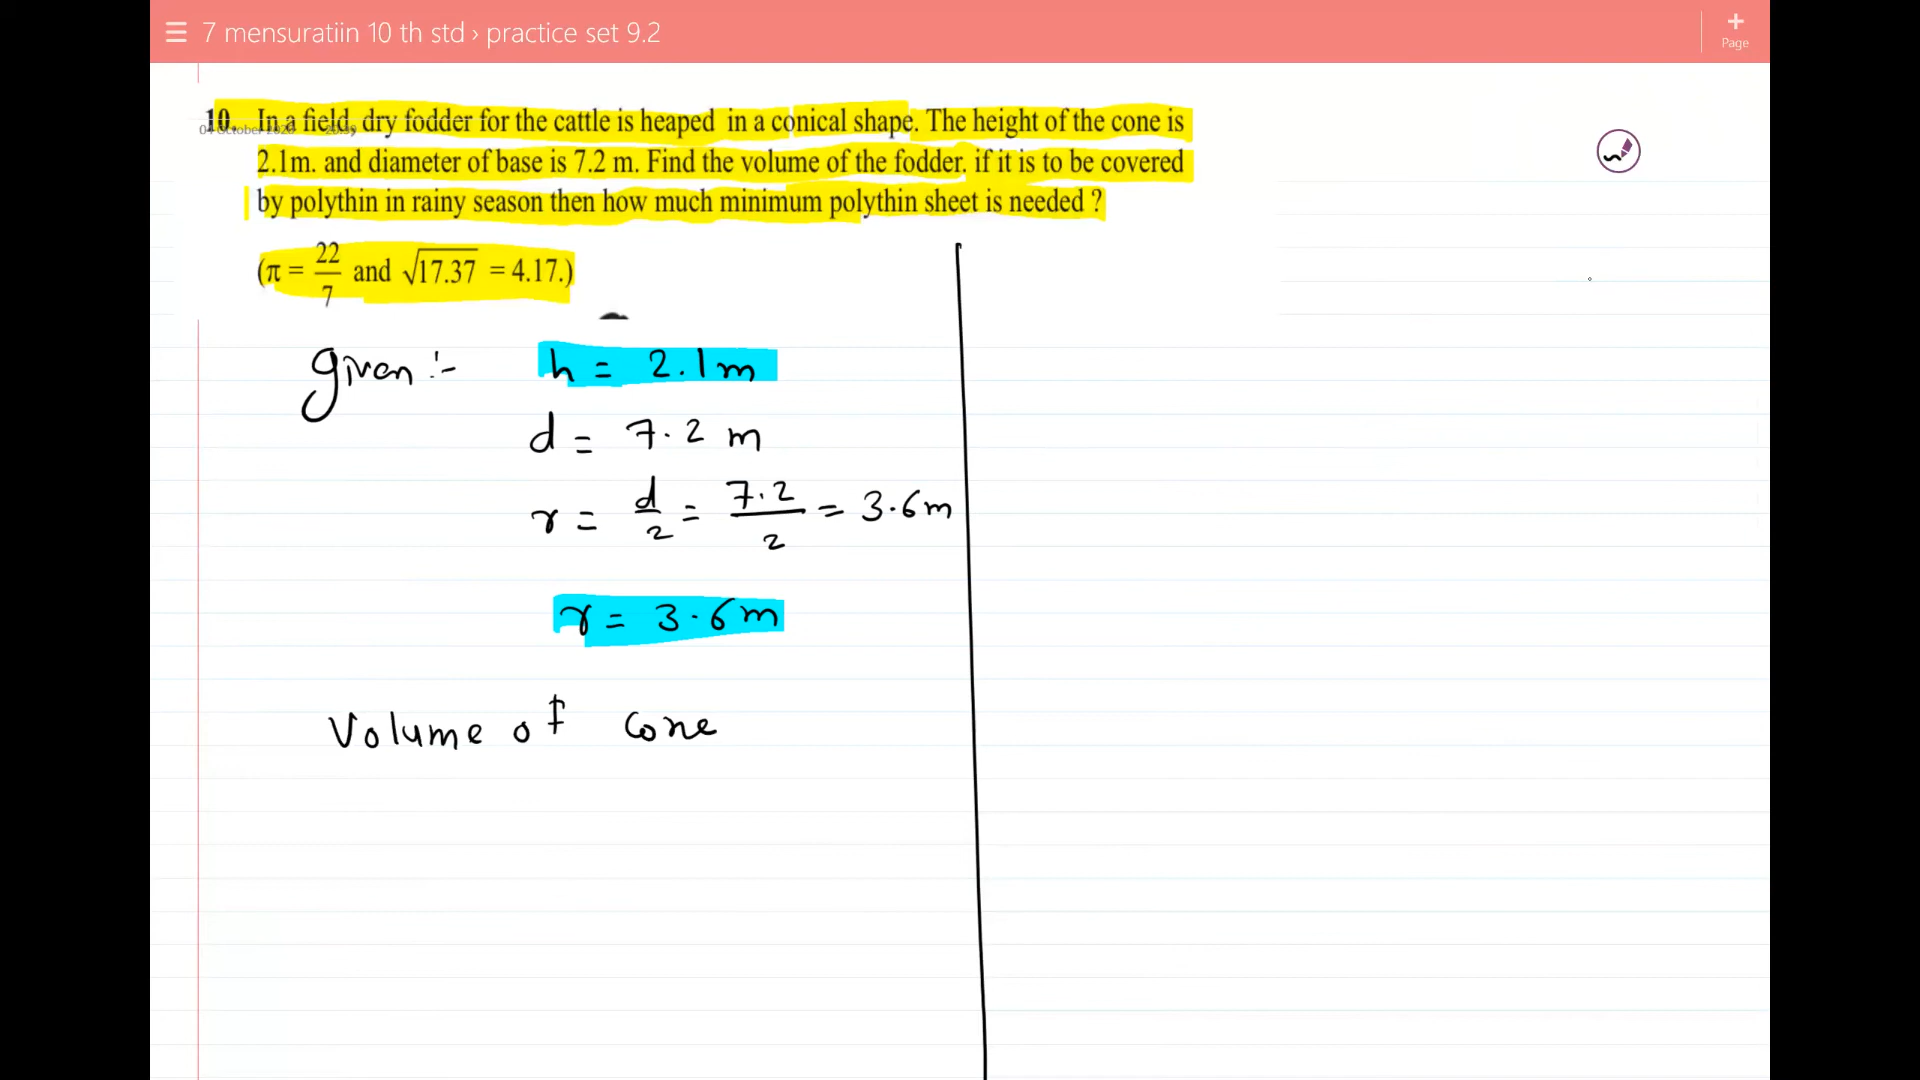 7 mensuratiin 10 th std › practice set 9.2
+
Page
10. In a field, dry fodder for the cattle is heaped in a conical shape. The height of the cone is
2.1m. and diameter of base is 7.2 m. Find the volume of the fodder. if it is to be covered
by polythin in rainy season then how much minimum polythin sheet is needed ?
(π = 22/7 and √17.37 = 4.17.)
Given :- h = 2.1 m
d = 7.2 m
r = d/2 = 7.2/2 = 3.6 m
r = 3.6 m
Volume of cone